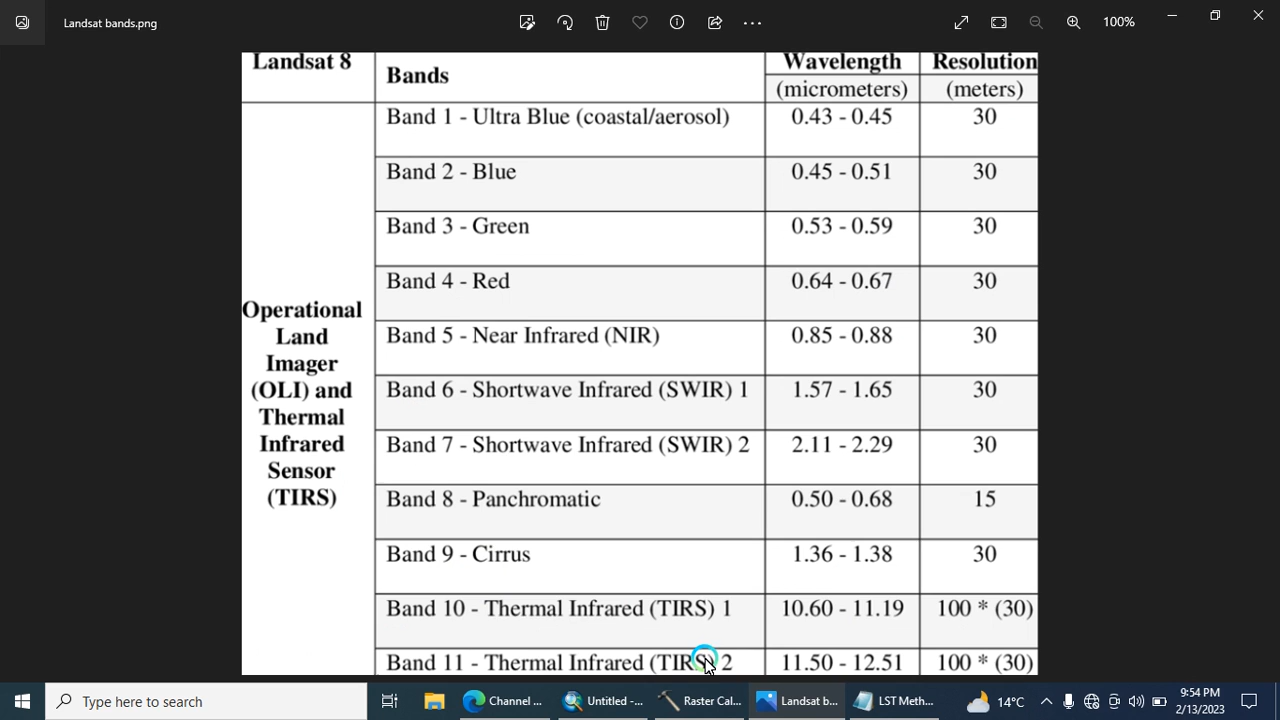 Landsat bands.png
100%
Landsat 8 Bands Wavelength Resolution
(micrometers) (meters)
Band 1 - Ultra Blue (coastal/aerosol) 0.43 - 0.45 30
Band 2 - Blue 0.45 - 0.51 30
Band 3 - Green 0.53 - 0.59 30
Band 4 - Red 0.64 - 0.67 30
Operational
Land
Imager
(OLI) and
Thermal
Infrared
Sensor
(TIRS)
Band 5 - Near Infrared (NIR) 0.85 - 0.88 30
Band 6 - Shortwave Infrared (SWIR) 1 1.57 - 1.65 30
Band 7 - Shortwave Infrared (SWIR) 2 2.11 - 2.29 30
Band 8 - Panchromatic 0.50 - 0.68 15
Band 9 - Cirrus 1.36 - 1.38 30
Band 10 - Thermal Infrared (TIRS) 1 10.60 - 11.19 100 * (30)
Band 11 - Thermal Infrared (TIRS) 2 11.50 - 12.51 100 * (30)
Type here to search
Channel ...
Untitled -...
Raster Cal...
Landsat b...
LST Meth...
14°C
9:54 PM
2/13/2023